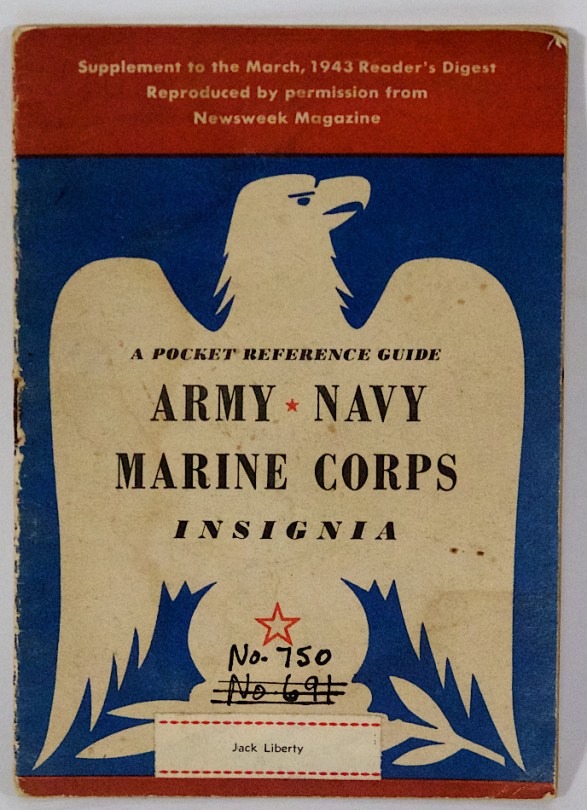 Supplement to the March, 1943 Reader's Digest
Reproduced by permission from
Newsweek Magazine
A POCKET REFERENCE GUIDE
ARMY ★ NAVY
MARINE CORPS
INSIGNIA
No. 750
No 691
Jack Liberty